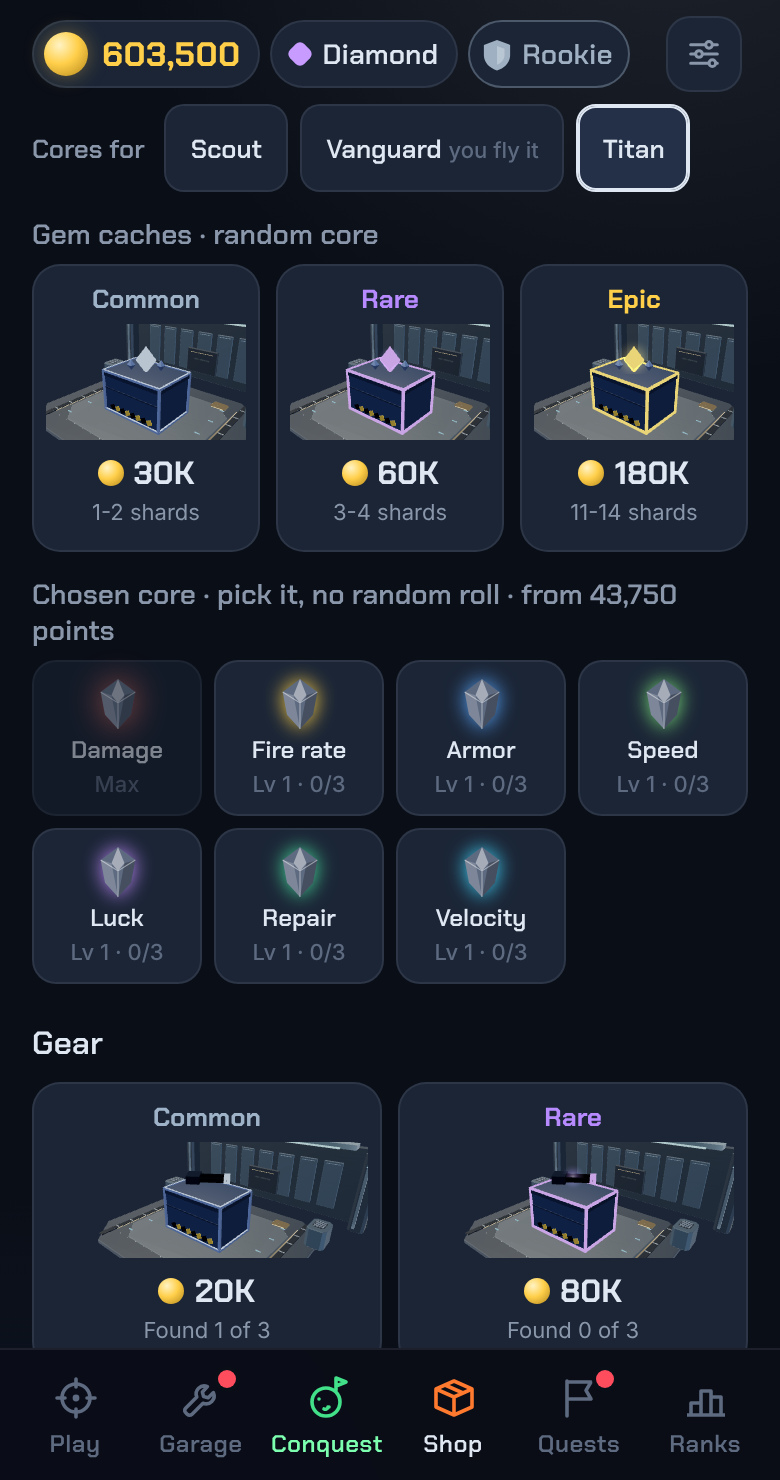 603,500 Diamond Rookie
Cores for Scout Vanguard you fly it Titan
Gem caches · random core
Common Rare Epic
30K 60K 180K
1-2 shards 3-4 shards 11-14 shards
Chosen core · pick it, no random roll · from 43,750
points
Damage Fire rate Armor Speed
Max Lv 1 · 0/3 Lv 1 · 0/3 Lv 1 · 0/3
Luck Repair Velocity
Lv 1 · 0/3 Lv 1 · 0/3 Lv 1 · 0/3
Gear
Common Rare
20K 80K
Found 1 of 3 Found 0 of 3
Play Garage Conquest Shop Quests Ranks